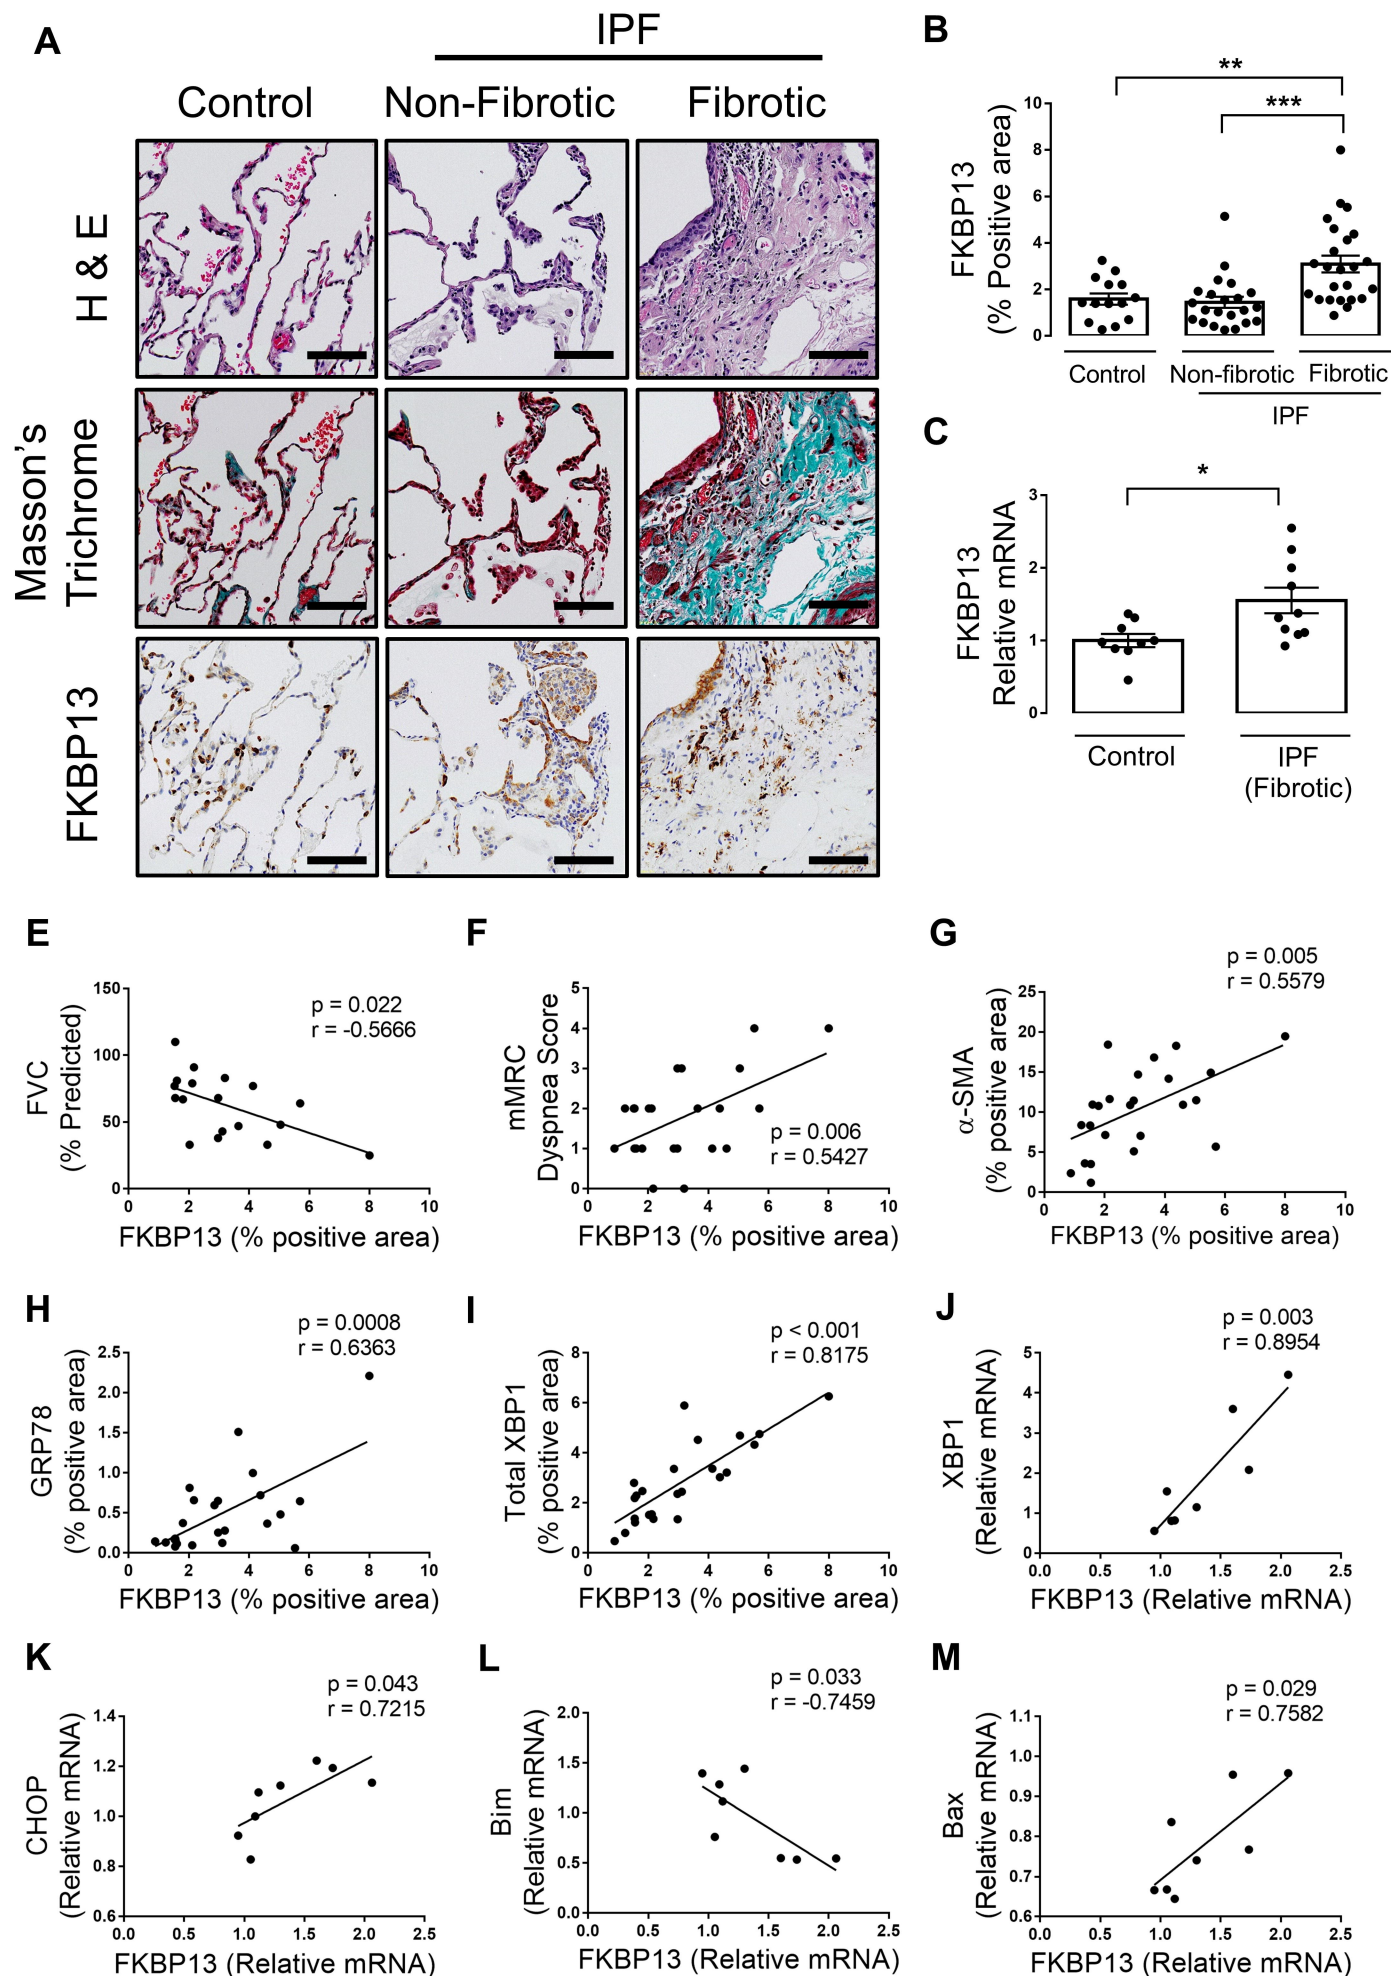 A
IPF
Control
Non-Fibrotic
Fibrotic
H & E
Masson's
Trichome
FKBP13
B
**
***
FKBP13
(% Positive area)
10
8
6
4
2
0
Control
Non-fibrotic
Fibrotic
IPF
C
*
FKBP13
Relative mRNA
3
2
1
0
Control
IPF
(Fibrotic)
E
p = 0.022
r = -0.5666
FVC
(% Predicted)
150
100
50
0
0 2 4 6 8 10
FKBP13 (% positive area)
F
mMRC
Dyspnea Score
5
4
3
2
1
0
p = 0.006
r = 0.5427
0 2 4 6 8 10
FKBP13 (% positive area)
G
p = 0.005
r = 0.5579
α-SMA
(% positive area)
25
20
15
10
5
0
0 2 4 6 8 10
FKBP13 (% positive area)
H
p = 0.0008
r = 0.6363
GRP78
(% positive area)
2.5
2.0
1.5
1.0
0.5
0.0
0 2 4 6 8 10
FKBP13 (% positive area)
I
p < 0.001
r = 0.8175
Total XBP1
(% positive area)
8
6
4
2
0
0 2 4 6 8 10
FKBP13 (% positive area)
J
p = 0.003
r = 0.8954
XBP1
(Relative mRNA)
5
4
3
2
1
0
0.0 0.5 1.0 1.5 2.0 2.5
FKBP13 (Relative mRNA)
K
p = 0.043
r = 0.7215
CHOP
(Relative mRNA)
1.4
1.2
1.0
0.8
0.6
0.0 0.5 1.0 1.5 2.0 2.5
FKBP13 (Relative mRNA)
L
p = 0.033
r = -0.7459
Bim
(Relative mRNA)
2.0
1.5
1.0
0.5
0.0
0.0 0.5 1.0 1.5 2.0 2.5
FKBP13 (Relative mRNA)
M
p = 0.029
r = 0.7582
Bax
(Relative mRNA)
1.1
1.0
0.9
0.8
0.7
0.6
0.0 0.5 1.0 1.5 2.0 2.5
FKBP13 (Relative mRNA)